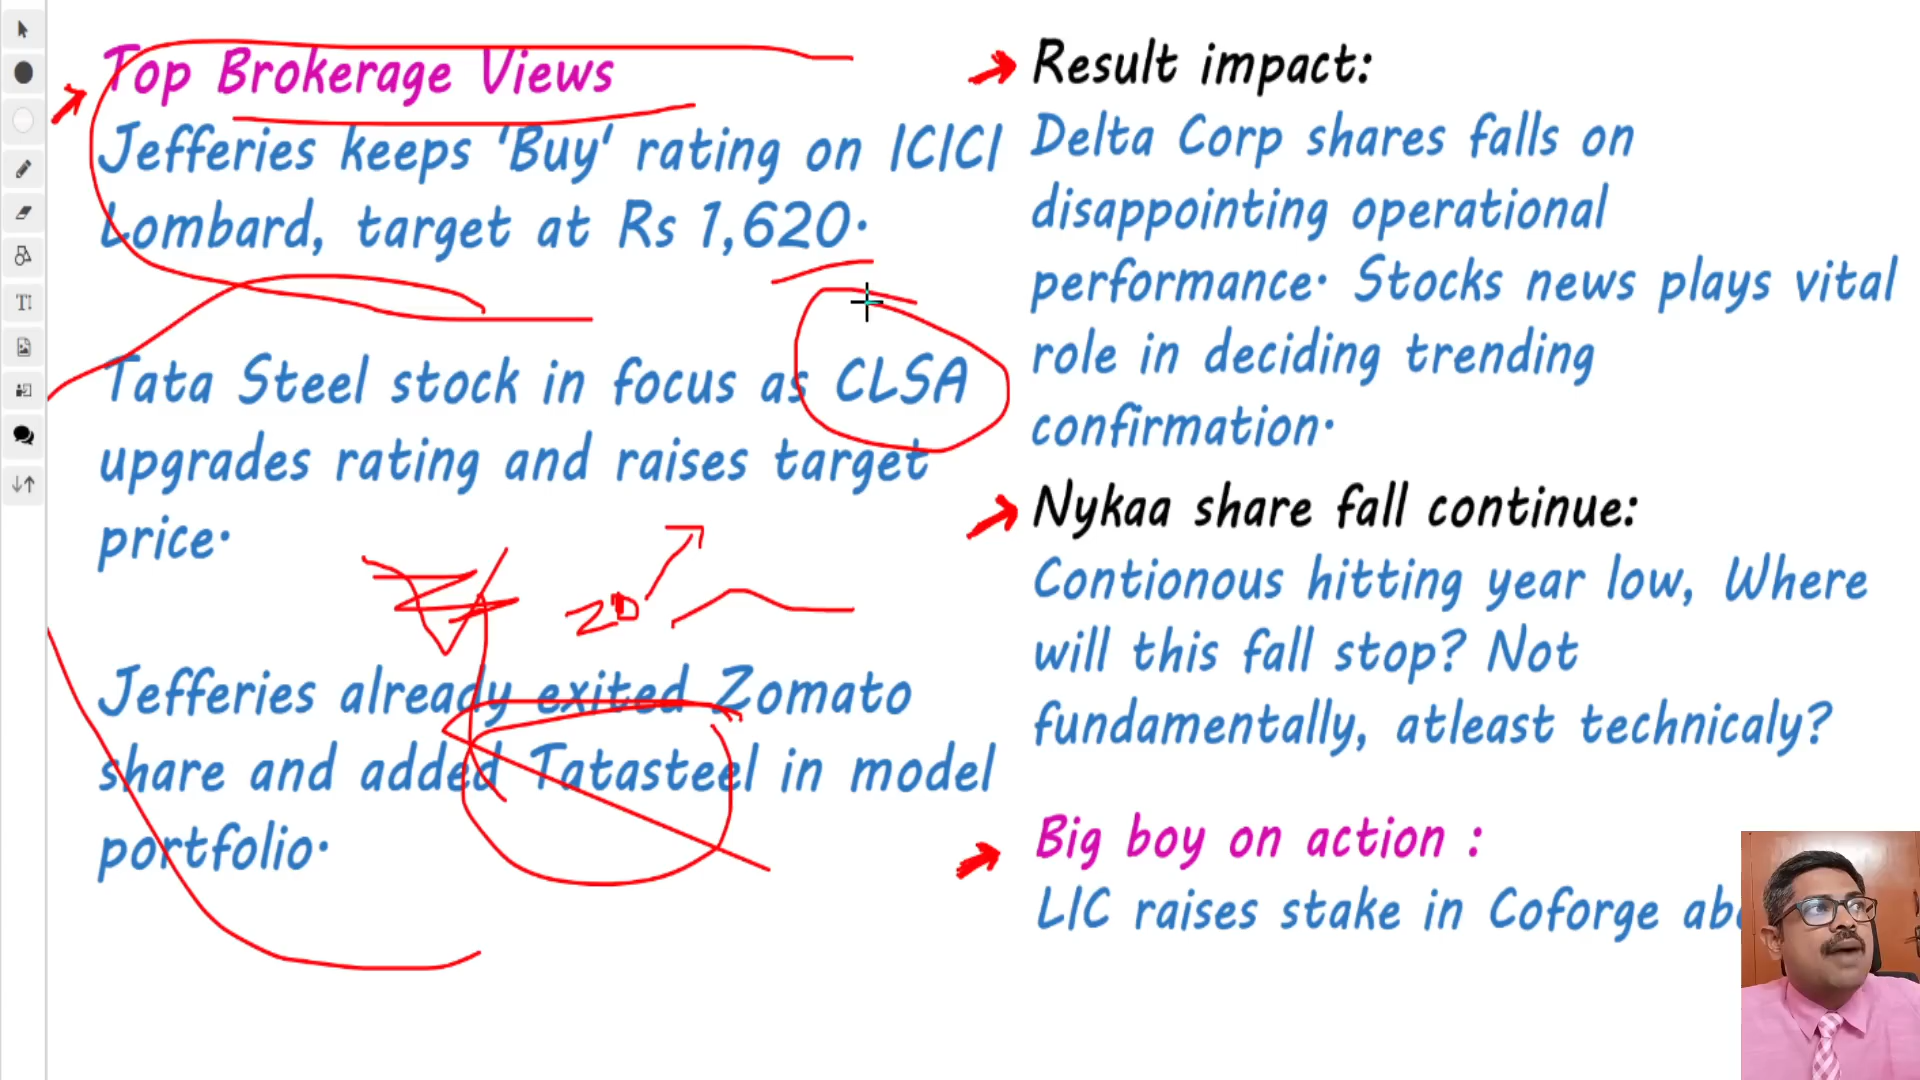 Top Brokerage Views
Jefferies keeps 'Buy' rating on ICICI
Lombard, target at Rs 1,620.
Tata Steel stock in focus as CLSA
upgrades rating and raises target
price.
Jefferies already exited Zomato
share and added Tatasteel in model
portfolio.
Result impact:
Delta Corp shares falls on
disappointing operational
performance. Stocks news plays vital
role in deciding trending
confirmation.
Nykaa share fall continue:
Contionous hitting year low, Where
will this fall stop? Not
fundamentally, atleast technicaly?
Big boy on action :
LIC raises stake in Coforge